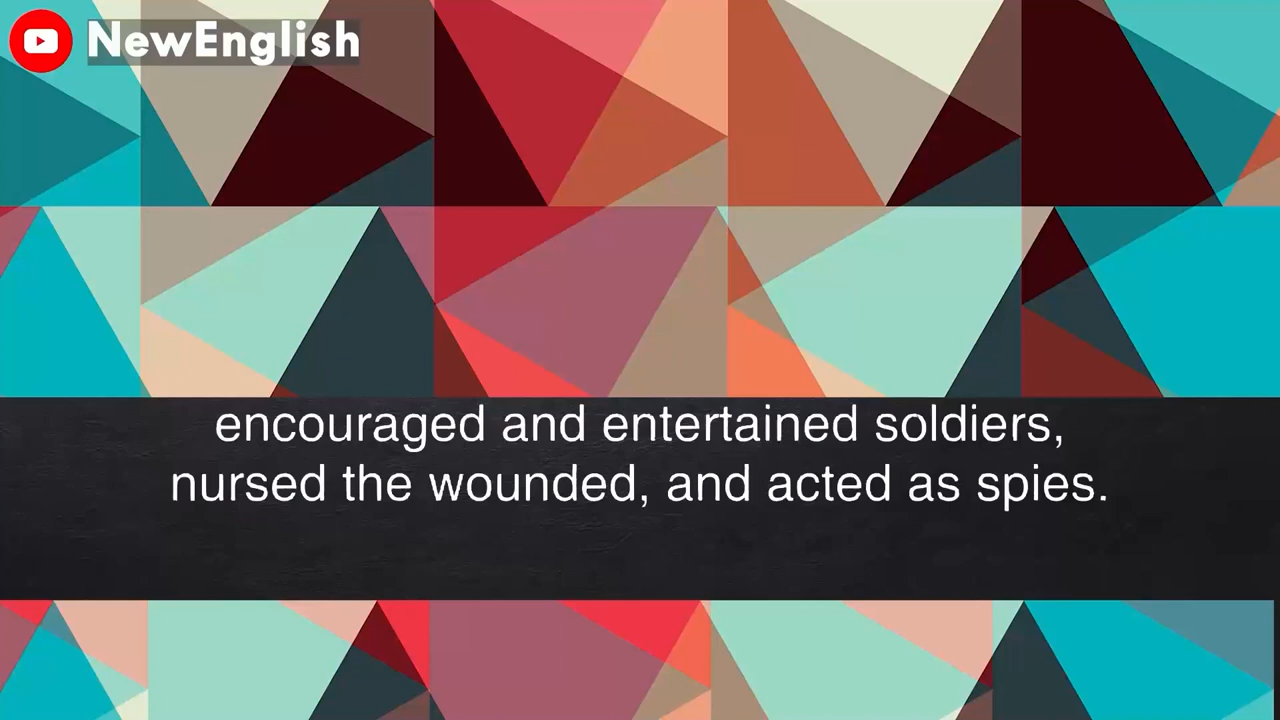 NewEnglish
encouraged and entertained soldiers,
nursed the wounded, and acted as spies.